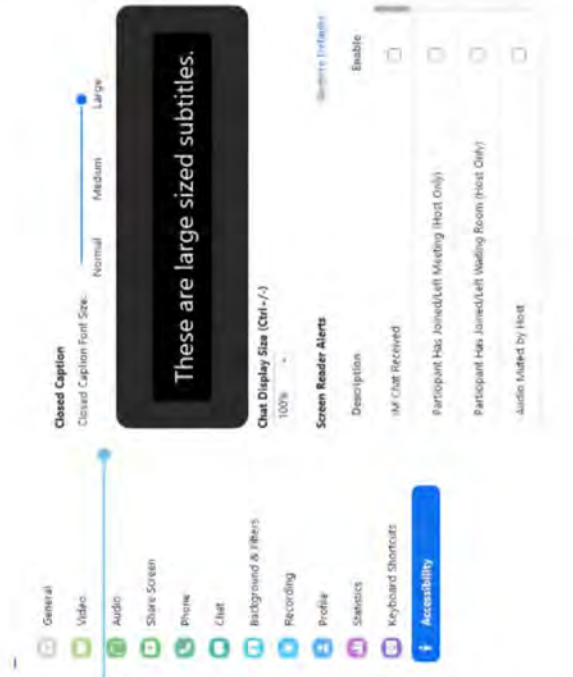 General
Video
Audio
Share Screen
Phone
Chat
Background & Filters
Recording
Profile
Statistics
Keyboard Shortcuts
Accessibility
Closed Caption
Closed Caption Font Size
Normal
Medium
Large
These are large sized subtitles.
Chat Display Size (Ctrl+/-)
100%
Screen Reader Alerts
Restore Defaults
Description
Enable
IM Chat Received
Participant Has Joined/Left Meeting (Host Only)
Participant Has Joined/Left Waiting Room (Host Only)
Audio Muted by Host